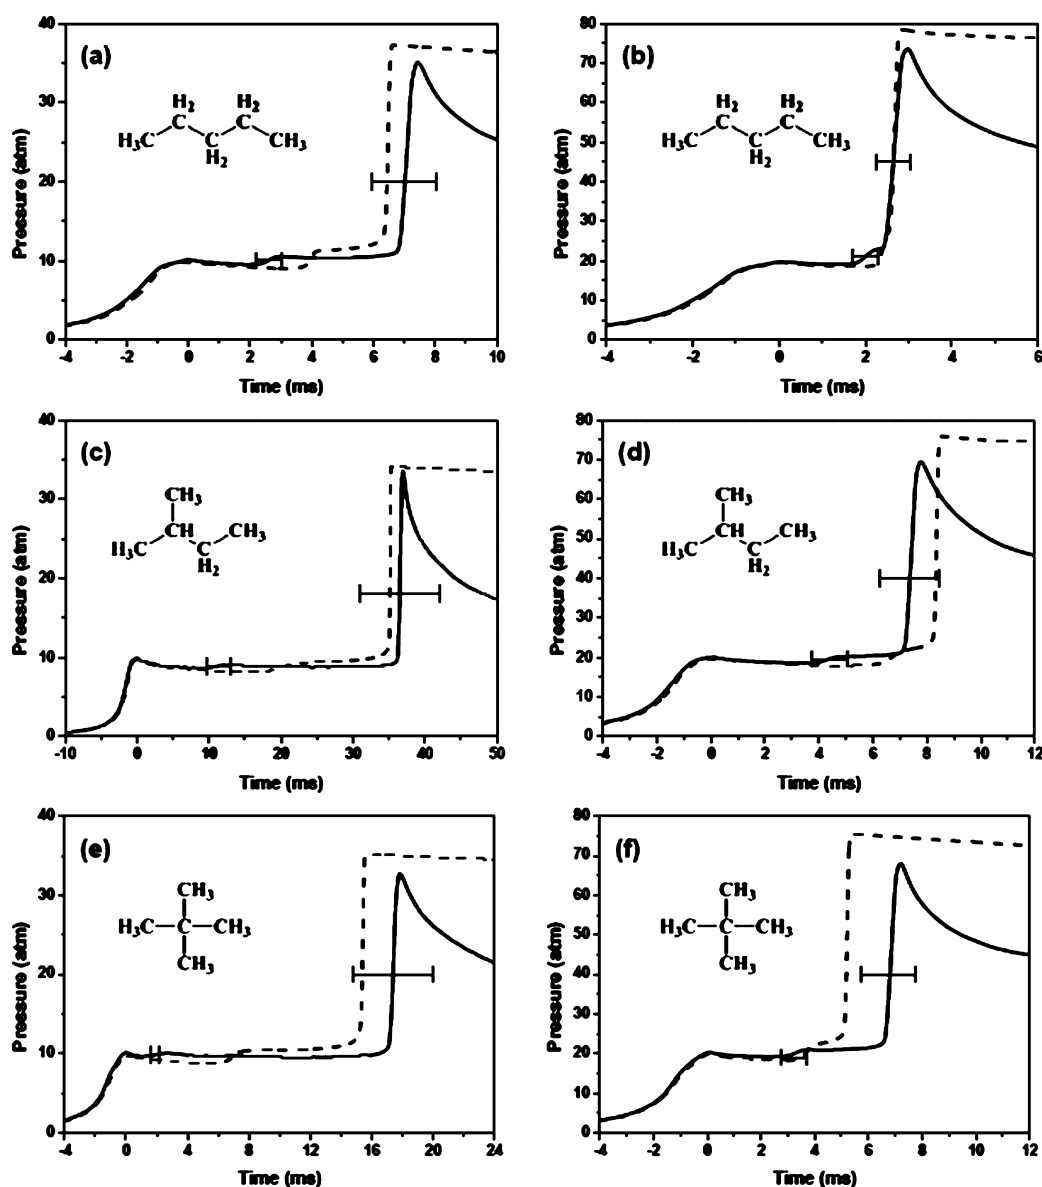 (a)
H2 H2
H3C C C C CH3
H2
Pressure (atm)
0 10 20 30 40
-4 -2 0 2 4 6 8 10
Time (ms)
(b)
H2 H2
H3C C C C CH3
H2
Pressure (atm)
0 10 20 30 40 50 60 70 80
-4 -2 0 2 4 6
Time (ms)
(c)
CH3
CH CH3
H3C C
H2
Pressure (atm)
0 10 20 30 40
-10 0 10 20 30 40 50
Time (ms)
(d)
CH3
CH CH3
H3C C
H2
Pressure (atm)
0 10 20 30 40 50 60 70 80
-4 -2 0 2 4 6 8 10 12
Time (ms)
(e)
CH3
H3C C CH3
CH3
Pressure (atm)
0 10 20 30 40
-4 0 4 8 12 16 20 24
Time (ms)
(f)
CH3
H3C C CH3
CH3
Pressure (atm)
0 10 20 30 40 50 60 70 80
-4 -2 0 2 4 6 8 10 12
Time (ms)